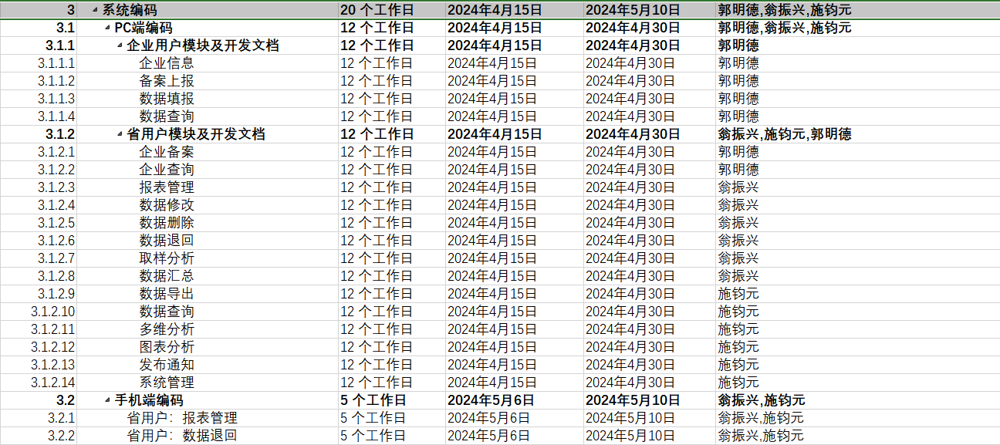 3 系统编码 20 个工作日 2024年4月15日 2024年5月10日 郭明德,翁振兴,施钧元
3.1 PC端编码 12 个工作日 2024年4月15日 2024年4月30日 郭明德,翁振兴,施钧元
3.1.1 企业用户模块及开发文档 12 个工作日 2024年4月15日 2024年4月30日 郭明德
3.1.1.1 企业信息 12 个工作日 2024年4月15日 2024年4月30日 郭明德
3.1.1.2 备案上报 12 个工作日 2024年4月15日 2024年4月30日 郭明德
3.1.1.3 数据填报 12 个工作日 2024年4月15日 2024年4月30日 郭明德
3.1.1.4 数据查询 12 个工作日 2024年4月15日 2024年4月30日 郭明德
3.1.2 省用户模块及开发文档 12 个工作日 2024年4月15日 2024年4月30日 翁振兴,施钧元,郭明德
3.1.2.1 企业备案 12 个工作日 2024年4月15日 2024年4月30日 郭明德
3.1.2.2 企业查询 12 个工作日 2024年4月15日 2024年4月30日 郭明德
3.1.2.3 报表管理 12 个工作日 2024年4月15日 2024年4月30日 翁振兴
3.1.2.4 数据修改 12 个工作日 2024年4月15日 2024年4月30日 翁振兴
3.1.2.5 数据删除 12 个工作日 2024年4月15日 2024年4月30日 翁振兴
3.1.2.6 数据退回 12 个工作日 2024年4月15日 2024年4月30日 翁振兴
3.1.2.7 取样分析 12 个工作日 2024年4月15日 2024年4月30日 翁振兴
3.1.2.8 数据汇总 12 个工作日 2024年4月15日 2024年4月30日 翁振兴
3.1.2.9 数据导出 12 个工作日 2024年4月15日 2024年4月30日 施钧元
3.1.2.10 数据查询 12 个工作日 2024年4月15日 2024年4月30日 施钧元
3.1.2.11 多维分析 12 个工作日 2024年4月15日 2024年4月30日 施钧元
3.1.2.12 图表分析 12 个工作日 2024年4月15日 2024年4月30日 施钧元
3.1.2.13 发布通知 12 个工作日 2024年4月15日 2024年4月30日 施钧元
3.1.2.14 系统管理 12 个工作日 2024年4月15日 2024年4月30日 施钧元
3.2 手机端编码 5 个工作日 2024年5月6日 2024年5月10日 翁振兴,施钧元
3.2.1 省用户：报表管理 5 个工作日 2024年5月6日 2024年5月10日 翁振兴,施钧元
3.2.2 省用户：数据退回 5 个工作日 2024年5月6日 2024年5月10日 翁振兴,施钧元